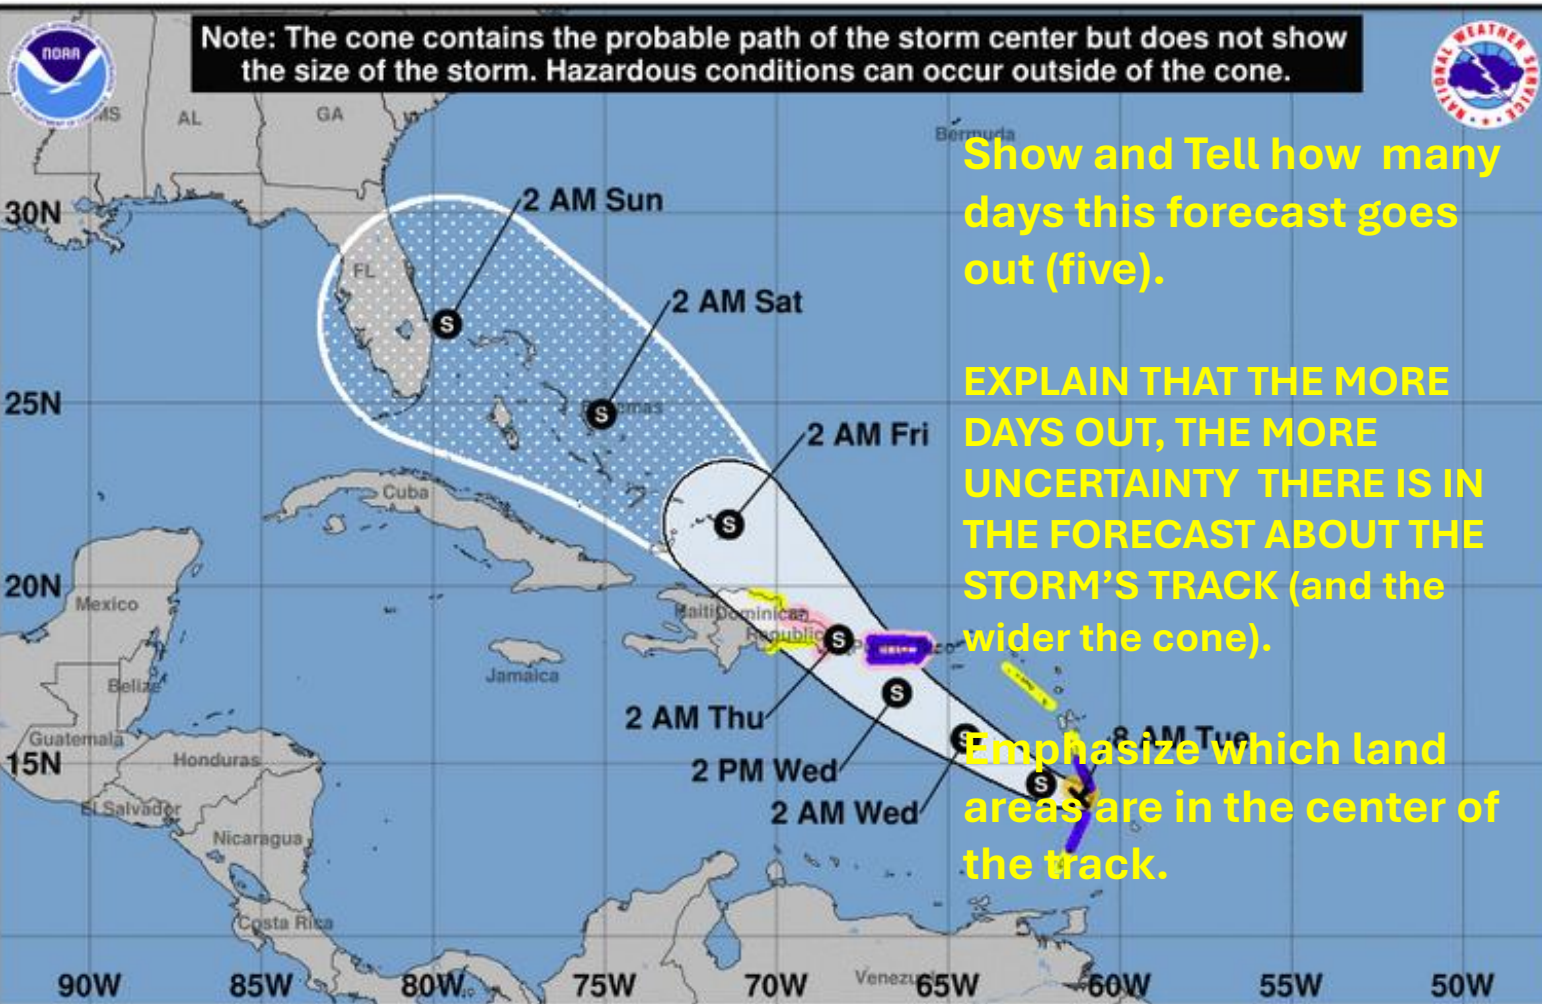 Note: The cone contains the probable path of the storm center but does not show
the size of the storm. Hazardous conditions can occur outside of the cone.
NOAA
NATIONAL WEATHER SERVICE
MS
AL
GA
Bermuda
Show and Tell how many
days this forecast goes
out (five).
30N
2 AM Sun
FL
2 AM Sat
EXPLAIN THAT THE MORE
DAYS OUT, THE MORE
UNCERTAINTY THERE IS IN
THE FORECAST ABOUT THE
STORM’S TRACK (and the
wider the cone).
S
25N
S
2 AM Fri
Cuba
S
20N
Mexico
Haiti
Dominican
Republic
S
Jamaica
Belize
S
2 AM Thu
8 AM Tue
Guatemala
Honduras
15N
S
2 PM Wed
S
2 AM Wed
Emphasize which land
areas are in the center of
the track.
El Salvador
Nicaragua
Costa Rica
90W
85W
80W
75W
70W
65W
60W
55W
50W